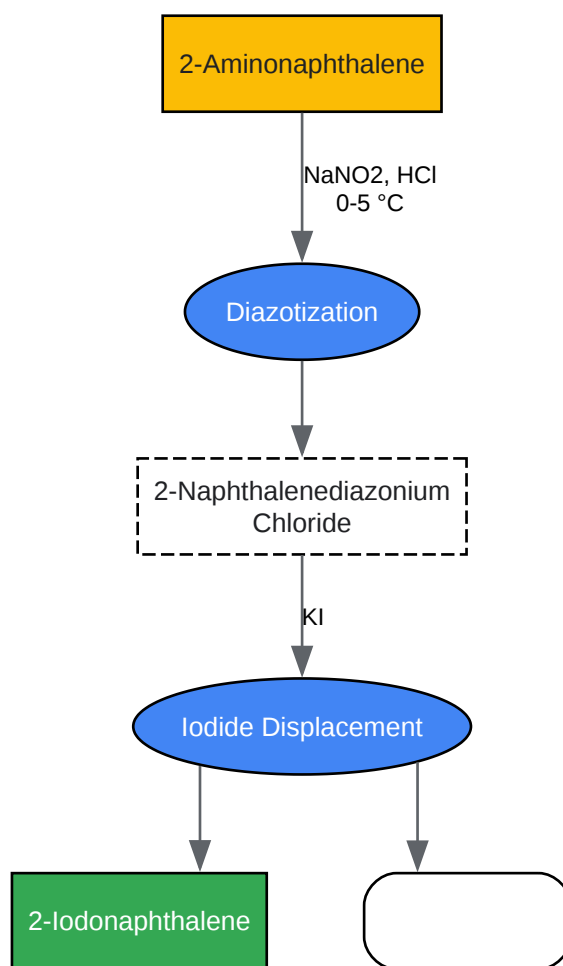 2-Aminonaphthalene
NaNO2, HCl
0-5 °C
Diazotization
2-Naphthalenediazonium
Chloride
KI
Iodide Displacement
2-Iodonaphthalene